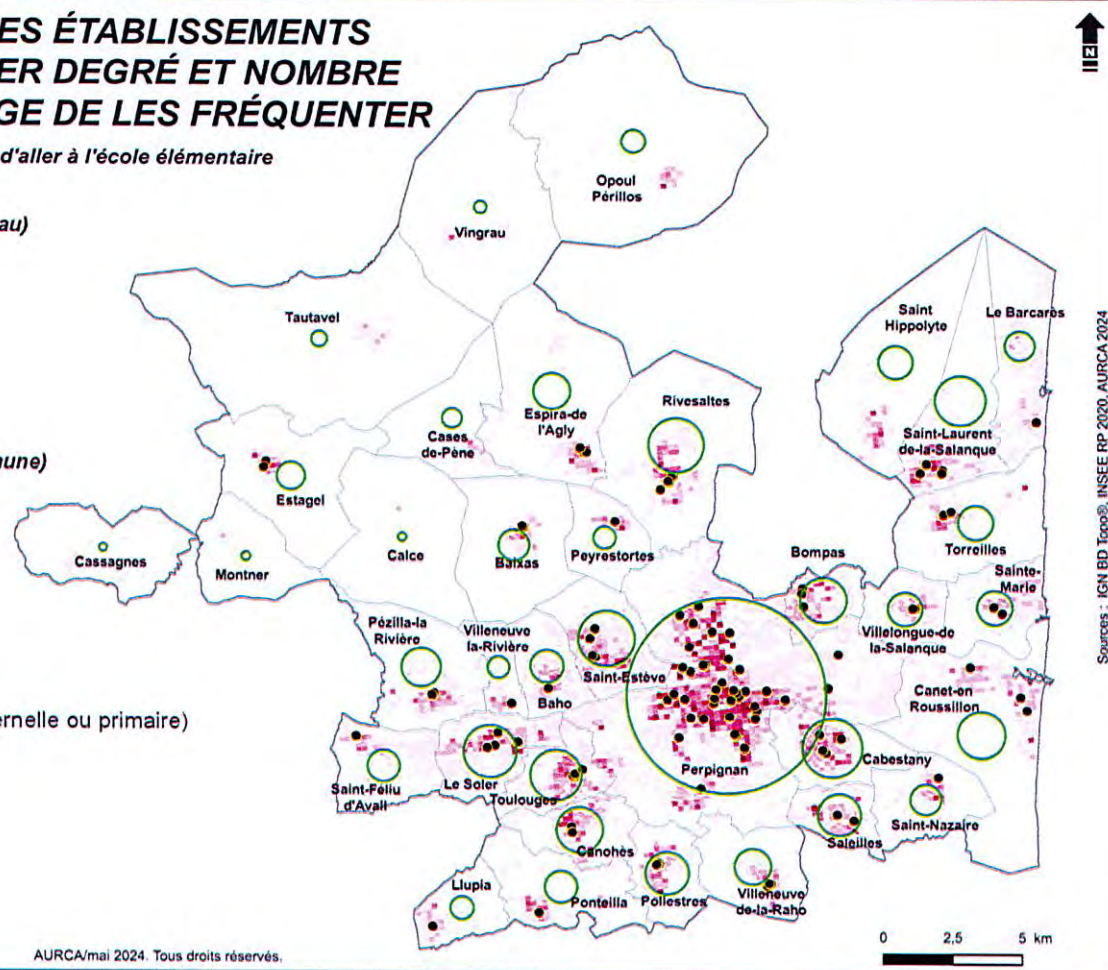 ES ÉTABLISSEMENTS
ER DEGRÉ ET NOMBRE
GE DE LES FRÉQUENTER
d'aller à l'école élémentaire
au)
une)
ernelle ou primaire)
N
Opoul
Périllos
Vingrau
Tautavel
Saint
Hippolyte
Le Barcarès
Cases
de-Pène
Espira-de
l'Agly
Rivesaltes
Saint-Laurent
de-la-Salanque
Estagel
Cassagnes
Montner
Calce
Baixas
Peyrestortes
Bompas
Torreilles
Sainte-
Marie
Pézilla-la
Rivière
Villeneuve
la-Rivière
Baho
Saint-Estève
Villelongue-de
la-Salanque
Canet-en
Roussillon
Saint-Féliu
d'Avall
Le Soler
Toulouges
Perpignan
Cabestany
Canohès
Saleilles
Saint-Nazaire
Llupia
Ponteilla
Pollestres
Villeneuve
de-la-Raho
0 2,5 5 km
AURCA/mai 2024. Tous droits réservés.
Sources : IGN BD Topo®, INSEE RP 2020, AURCA 2024